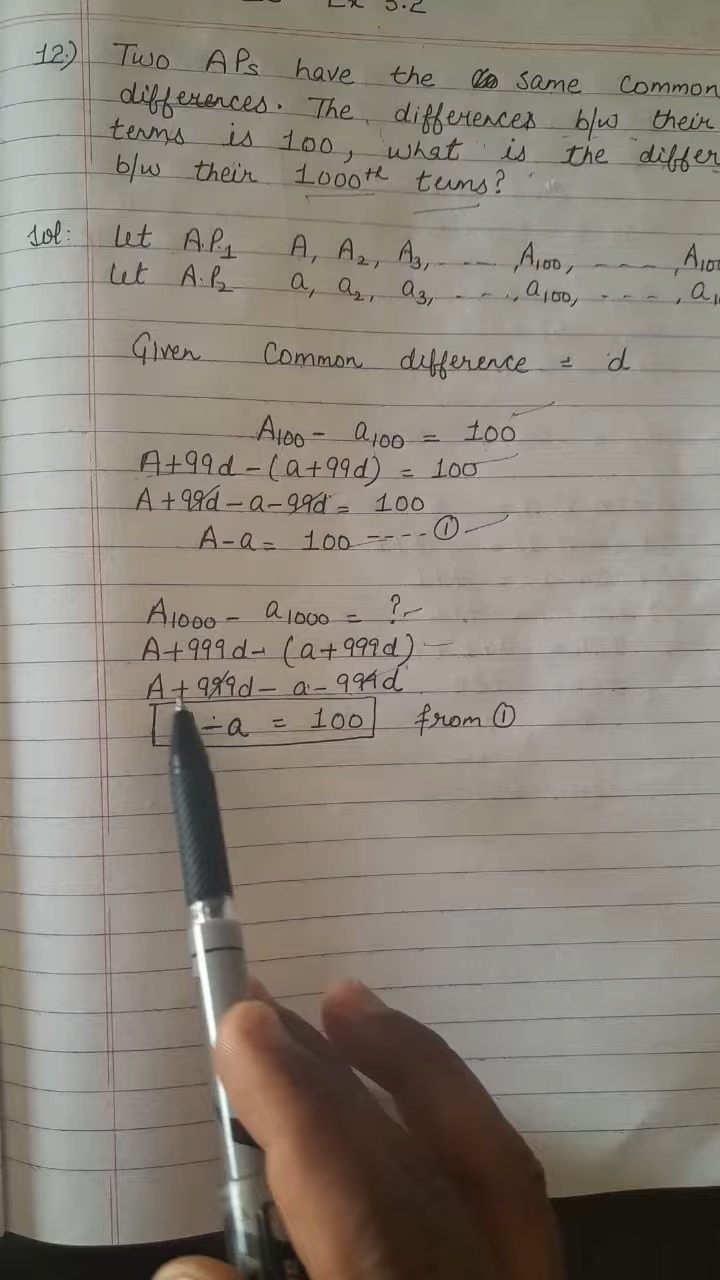 Ex 5.2
12.) Two APs have the same common
differences. The differences b/w their
terms is 100, what is the differ
b/w their 1000th terms?
Sol: Let A.P₁ A, A₂, A₃, ---- ,A₁₀₀, ---- ,A₁₀₀
Let A.P₂ a, a₂, a₃, - - -, a₁₀₀, - - - -, a₁
Given Common difference = d
A₁₀₀ - a₁₀₀ = 100
A+99d-(a+99d) = 100
A+99d-a-99d = 100
A-a = 100 ---- ①
A₁₀₀₀ - a₁₀₀₀ = ?
A+999d-(a+999d)
A+999d- a-999d
-a = 100 from ①